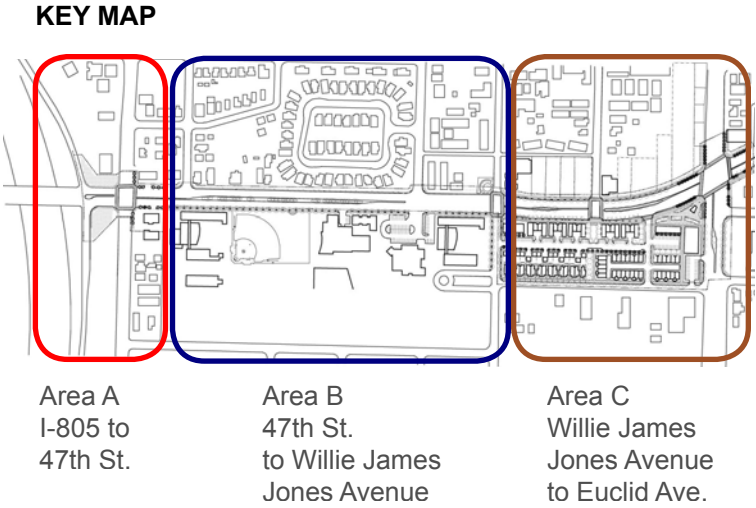 KEY MAP
Area A
I-805 to
47th St.
Area B
47th St.
to Willie James
Jones Avenue
Area C
Willie James
Jones Avenue
to Euclid Ave.